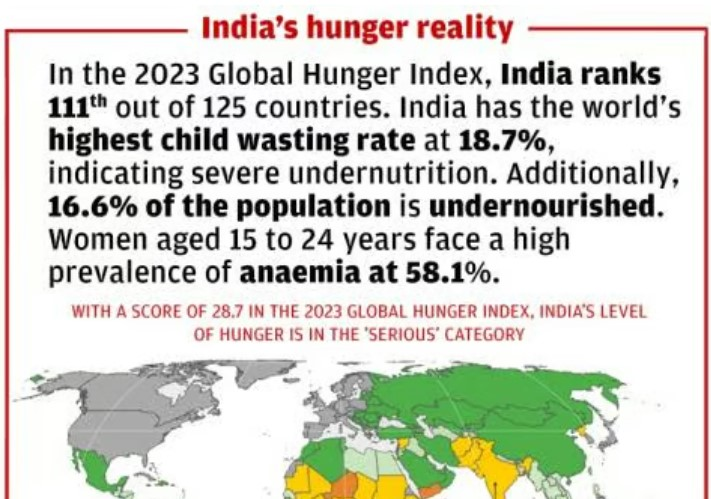 India's hunger reality
In the 2023 Global Hunger Index, India ranks
111th out of 125 countries. India has the world's
highest child wasting rate at 18.7%,
indicating severe undernutrition. Additionally,
16.6% of the population is undernourished.
Women aged 15 to 24 years face a high
prevalence of anaemia at 58.1%.
WITH A SCORE OF 28.7 IN THE 2023 GLOBAL HUNGER INDEX, INDIA'S LEVEL
OF HUNGER IS IN THE 'SERIOUS' CATEGORY